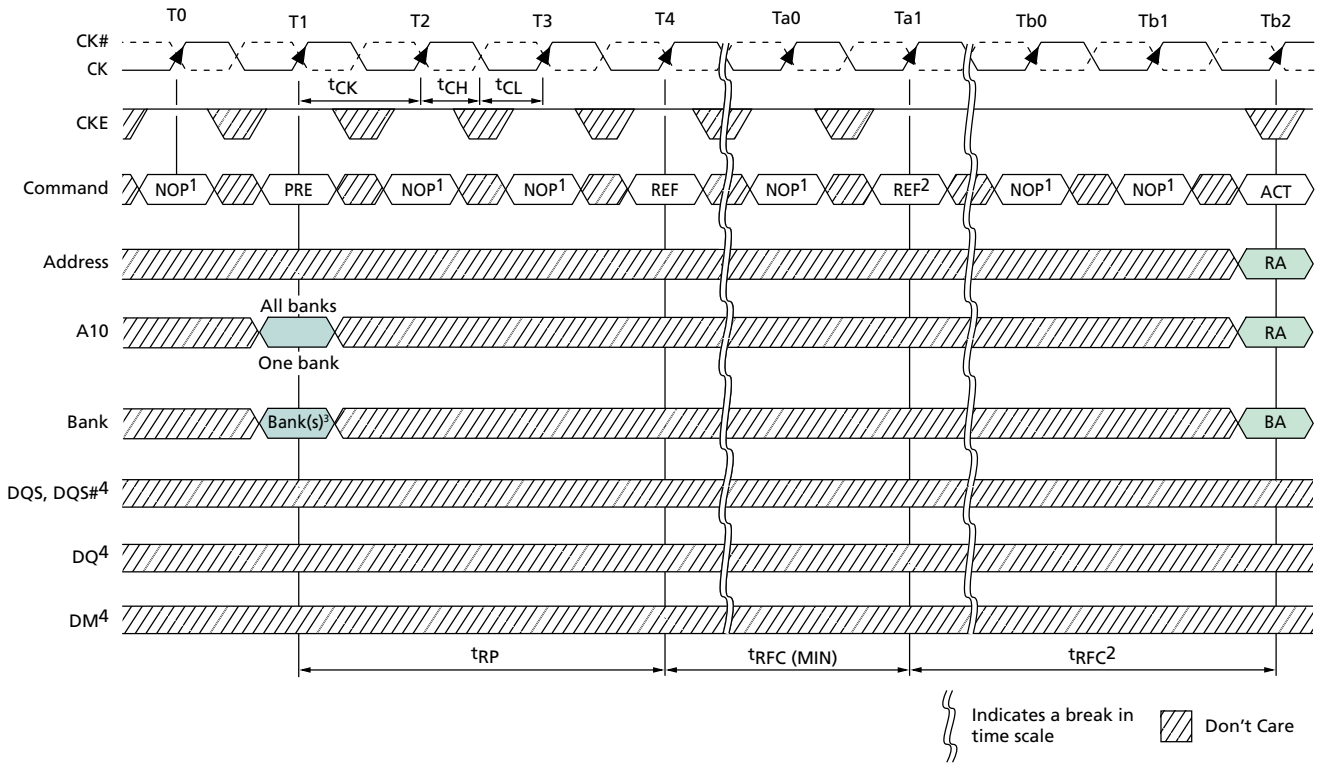 T0 T1 T2 T3 T4 Ta0 Ta1 Tb0 Tb1 Tb2
CK#
CK
tCK tCH tCL
CKE
Command NOP1 PRE NOP1 NOP1 REF NOP1 REF2 NOP1 NOP1 ACT
Address RA
All banks
A10 RA
One bank
Bank Bank(s)3 BA
DQS, DQS#4
DQ4
DM4
tRP tRFC (MIN) tRFC2
Indicates a break in
time scale
Don't Care